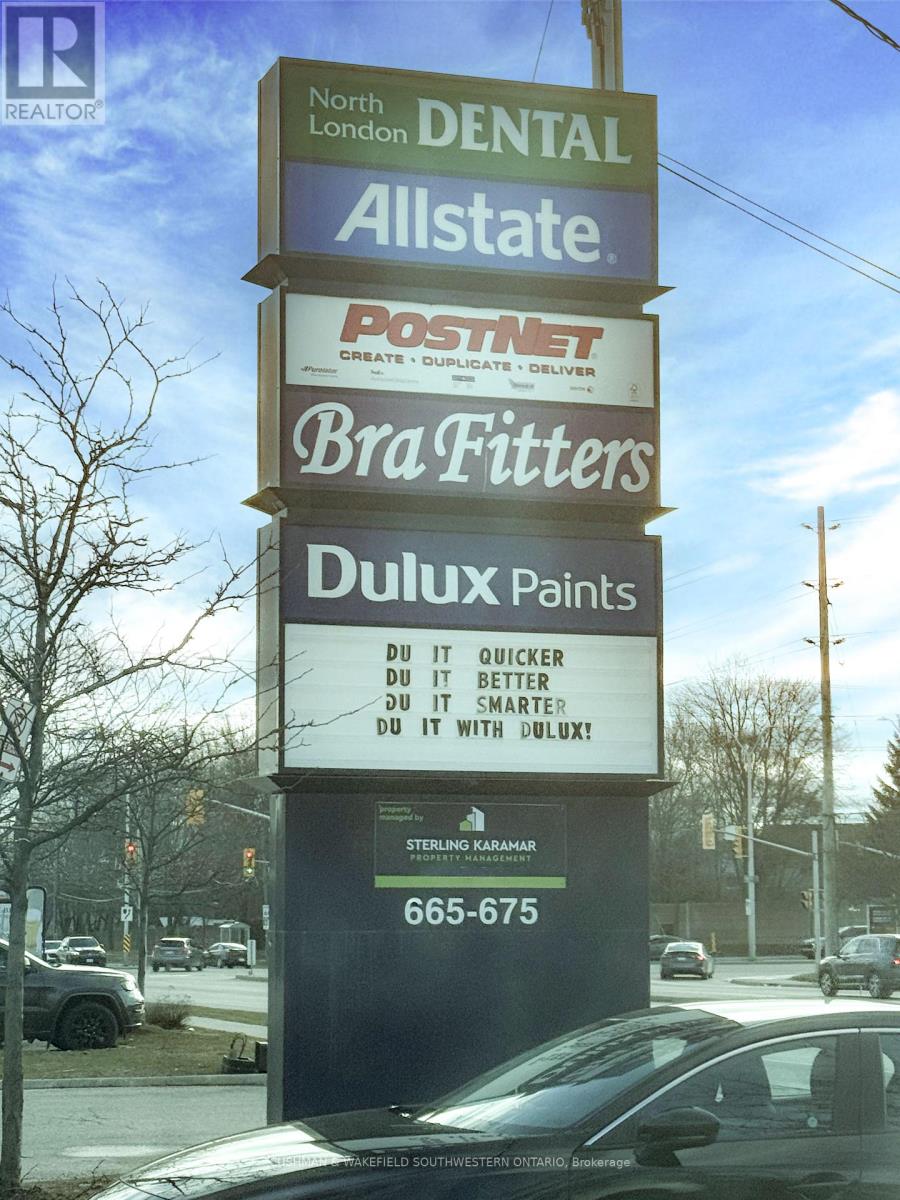 R
REALTOR®
North
London DENTAL
Allstate®
POSTNET
CREATE • DUPLICATE • DELIVER
Purolator
FedEx
Bra Fitters
Dulux Paints
DU IT QUICKER
DU IT BETTER
DU IT SMARTER
DU IT WITH DULUX!
property
managed by
STERLING KARAMAR
PROPERTY MANAGEMENT
665-675
CUSHMAN & WAKEFIELD SOUTHWESTERN ONTARIO, Brokerage